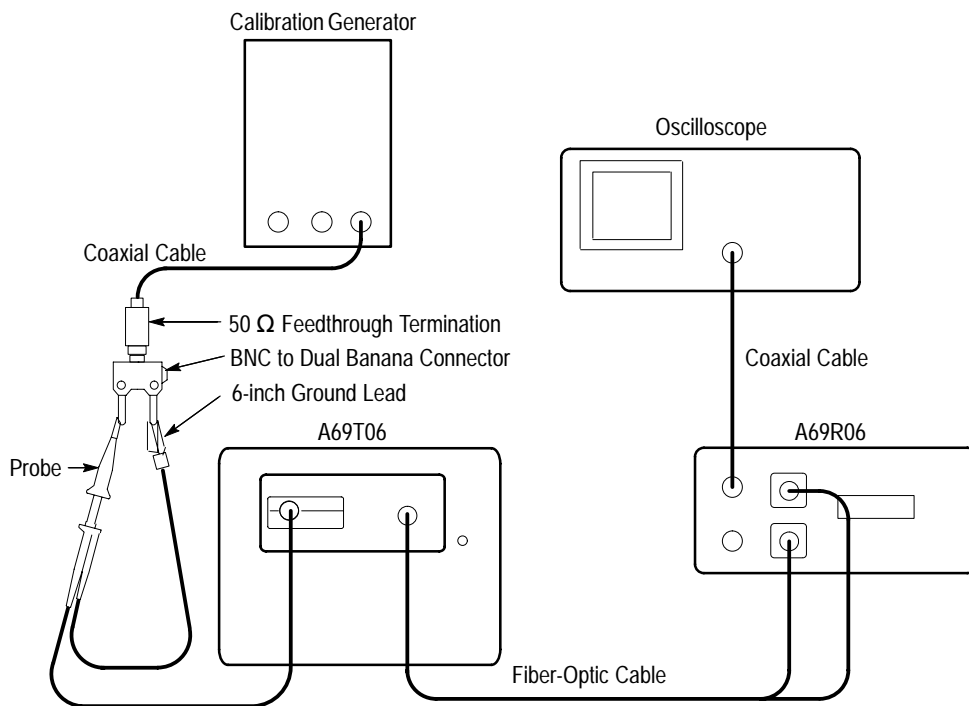 Calibration Generator
Oscilloscope
Coaxial Cable
50 Ω Feedthrough Termination
BNC to Dual Banana Connector
6-inch Ground Lead
Coaxial Cable
A69T06
A69R06
Probe
Fiber-Optic Cable